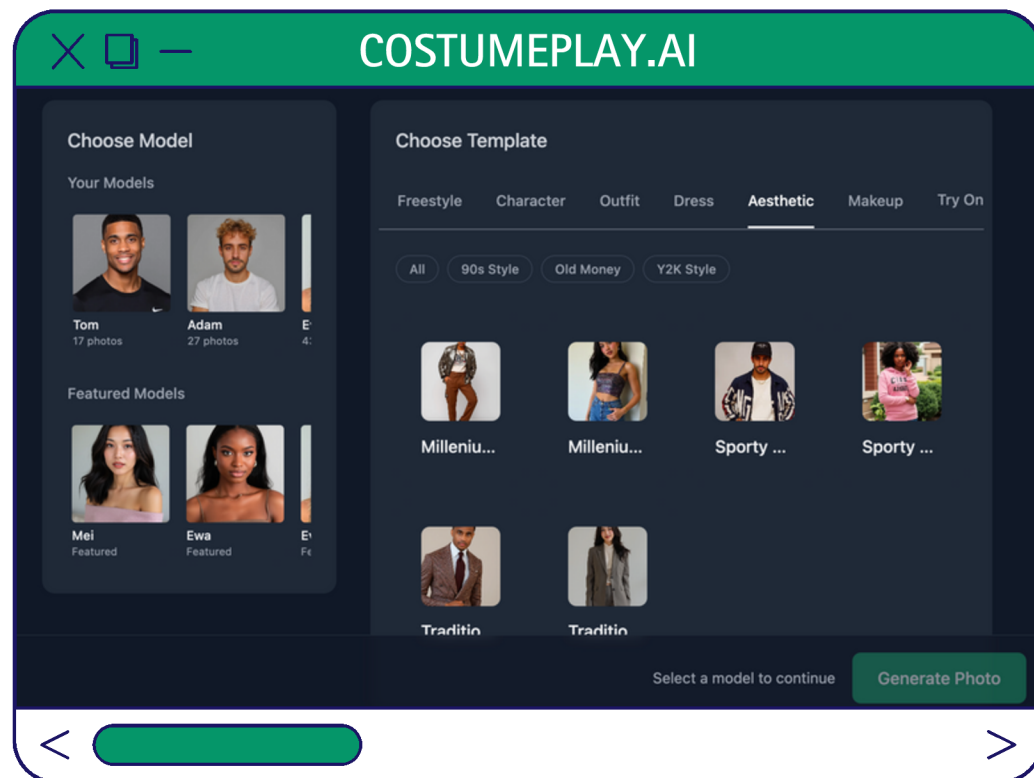 COSTUMEPLAY.AI
Choose Model
Your Models
Tom
17 photos
Adam
27 photos
Featured Models
Mei
Featured
Ewa
Featured
Choose Template
Freestyle Character Outfit Dress Aesthetic Makeup Try On
All 90s Style Old Money Y2K Style
Milleniu... Milleniu... Sporty ... Sporty ...
Traditio Traditio
Select a model to continue Generate Photo